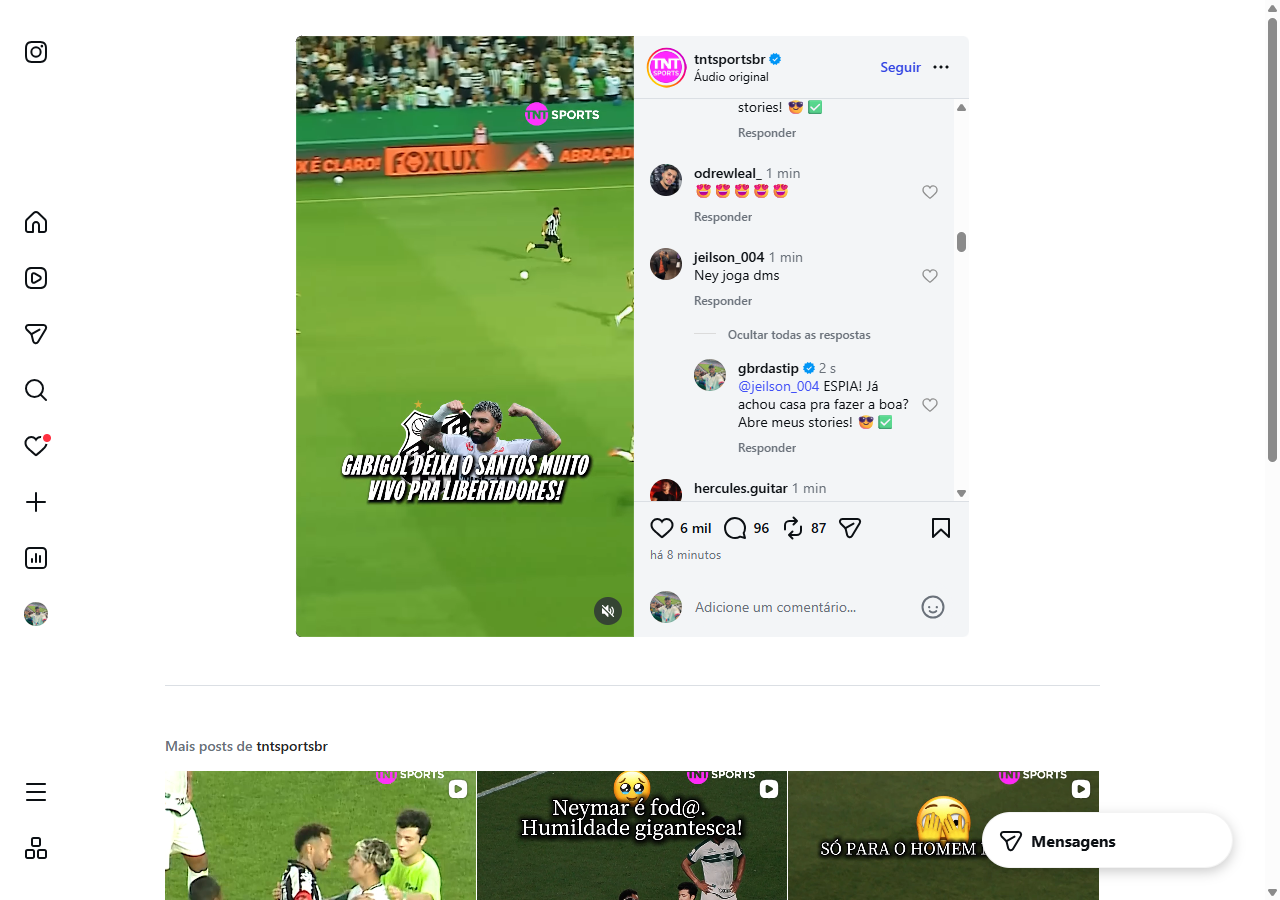 TNT SPORTS
X É CLARO!
FOXLUX
ABRAÇAD
GABIGOL DEIXA O SANTOS MUITO
VIVO PRA LIBERTADORES!
TNT
SPORTS
tntsportsbr
Áudio original
Seguir
stories! 😎 ✅
Responder
odrewleal_ 1 min
😍😍😍😍😍
Responder
jeilson_004 1 min
Ney joga dms
Responder
Ocultar todas as respostas
gbrdastip 2 s
@jeilson_004 ESPIA! Já
achou casa pra fazer a boa?
Abre meus stories! 😎 ✅
Responder
hercules.guitar 1 min
6 mil 96 87
há 8 minutos
Adicione um comentário...
Mais posts de tntsportsbr
TNT SPORTS
TNT SPORTS
Neymar é fod@.
Humildade gigantesca!
TNT SPORTS
SÓ PARA O HOMEM
Mensagens